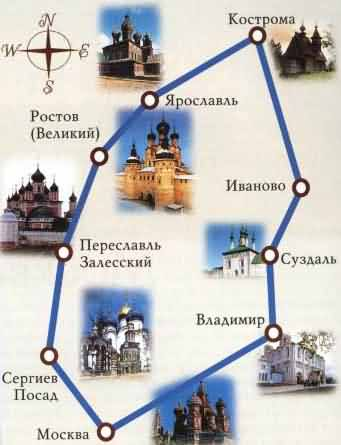 N
W E
S
Кострома
Ярославль
Ростов
(Великий)
Иваново
Переславль
Залесский
Суздаль
Владимир
Сергиев
Посад
Москва